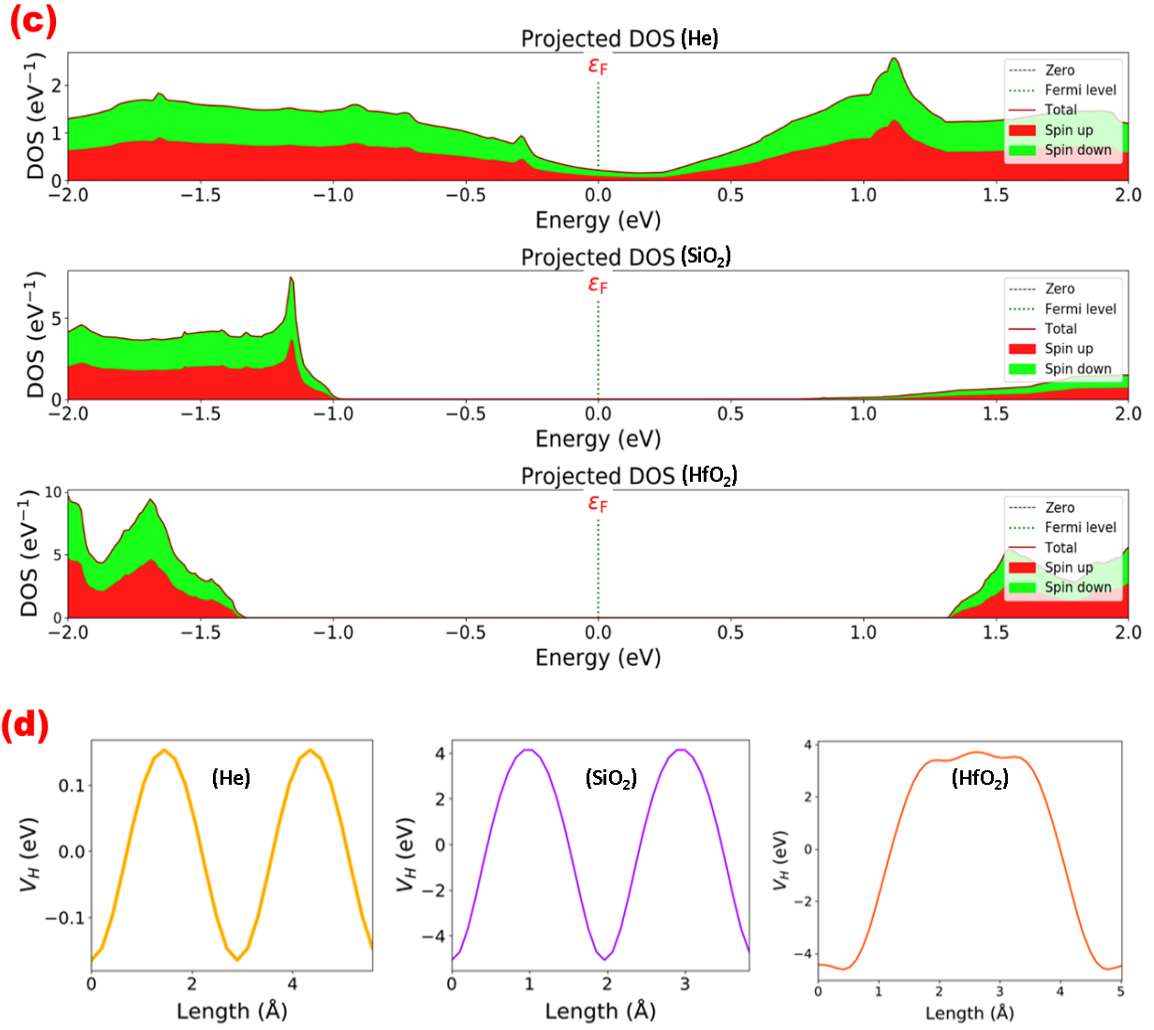 (c)
Projected DOS (He)
εF
DOS (eV⁻¹)
2
1
0
Zero
Fermi level
Total
Spin up
Spin down
−2.0 −1.5 −1.0 −0.5 0.0 0.5 1.0 1.5 2.0
Energy (eV)
Projected DOS (SiO₂)
εF
DOS (eV⁻¹)
5
0
Zero
Fermi level
Total
Spin up
Spin down
−2.0 −1.5 −1.0 −0.5 0.0 0.5 1.0 1.5 2.0
Energy (eV)
Projected DOS (HfO₂)
εF
DOS (eV⁻¹)
10
5
0
Zero
Fermi level
Total
Spin up
Spin down
−2.0 −1.5 −1.0 −0.5 0.0 0.5 1.0 1.5 2.0
Energy (eV)
(d)
(He)
V_H (eV)
0.1
0.0
−0.1
0 2 4
Length (Å)
(SiO₂)
V_H (eV)
4
2
0
−2
−4
0 1 2 3
Length (Å)
(HfO₂)
V_H (eV)
4
2
0
−2
−4
0 1 2 3 4 5
Length (Å)